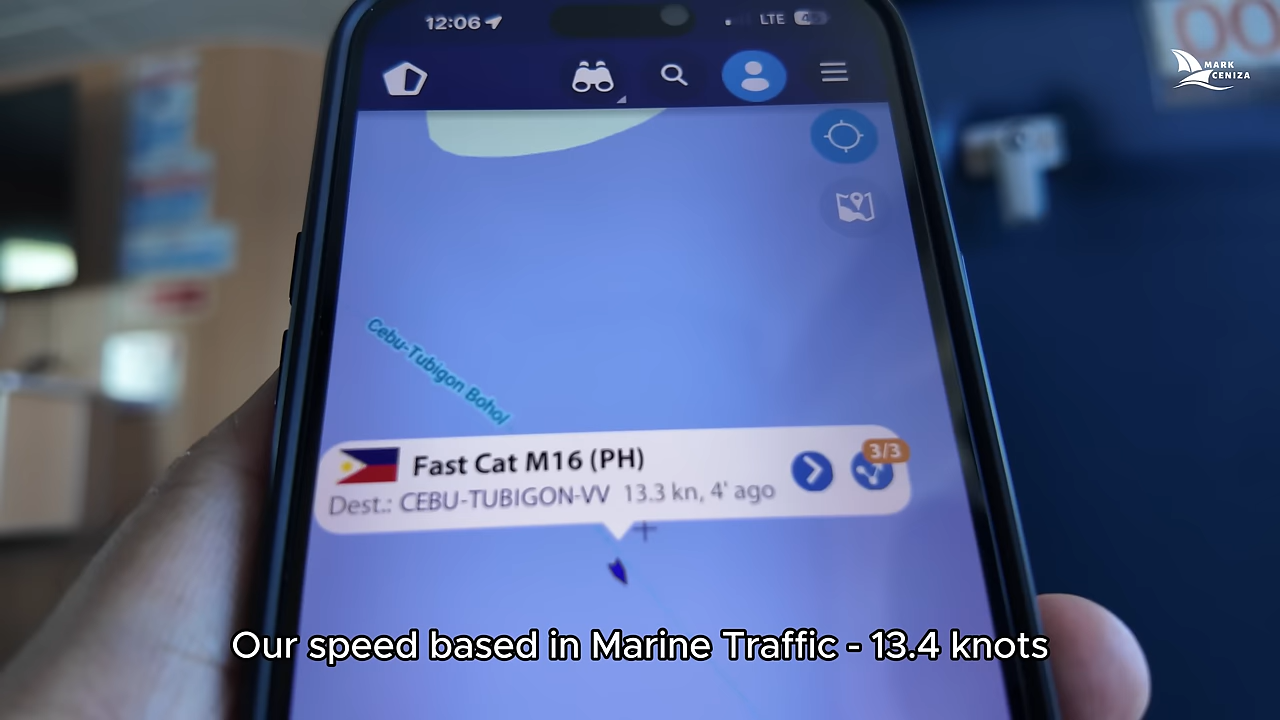 12:06
LTE
MARK
CENIZA
Cebu-Tubigon Bohol
3/3
Fast Cat M16 (PH)
Dest.: CEBU-TUBIGON-VV 13.3 kn, 4' ago
Our speed based in Marine Traffic - 13.4 knots